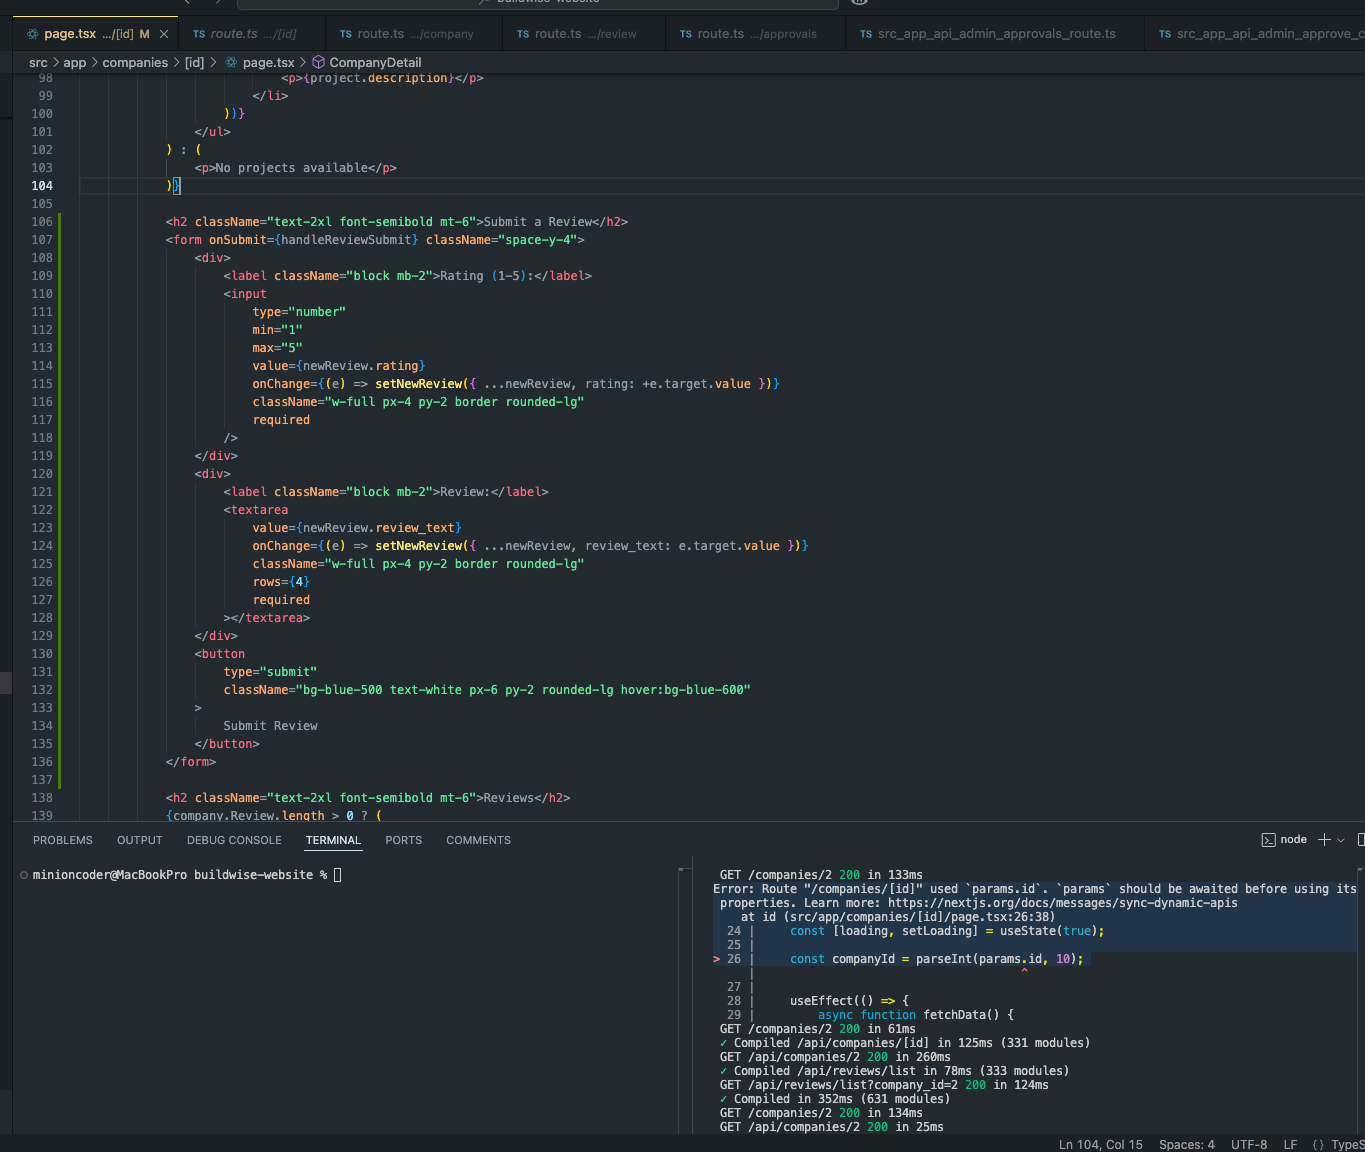 buildwise-website
page.tsx .../[id] M
TS route.ts .../[id]
TS route.ts .../company
TS route.ts .../review
TS route.ts .../approvals
TS src_app_api_admin_approvals_route.ts
TS src_app_api_admin_approve_c
src > app > companies > [id] > page.tsx > CompanyDetail
98 <p>{project.description}</p>
99 </li>
100 ))}
101 </ul>
102 ) : (
103 <p>No projects available</p>
104 )}
105
106 <h2 className="text-2xl font-semibold mt-6">Submit a Review</h2>
107 <form onSubmit={handleReviewSubmit} className="space-y-4">
108 <div>
109 <label className="block mb-2">Rating (1-5):</label>
110 <input
111 type="number"
112 min="1"
113 max="5"
114 value={newReview.rating}
115 onChange={(e) => setNewReview({ ...newReview, rating: +e.target.value })}
116 className="w-full px-4 py-2 border rounded-lg"
117 required
118 />
119 </div>
120 <div>
121 <label className="block mb-2">Review:</label>
122 <textarea
123 value={newReview.review_text}
124 onChange={(e) => setNewReview({ ...newReview, review_text: e.target.value })}
125 className="w-full px-4 py-2 border rounded-lg"
126 rows={4}
127 required
128 ></textarea>
129 </div>
130 <button
131 type="submit"
132 className="bg-blue-500 text-white px-6 py-2 rounded-lg hover:bg-blue-600"
133 >
134 Submit Review
135 </button>
136 </form>
137
138 <h2 className="text-2xl font-semibold mt-6">Reviews</h2>
139 {company.Review.length > 0 ? (
PROBLEMS OUTPUT DEBUG CONSOLE TERMINAL PORTS COMMENTS
node
minioncoder@MacBookPro buildwise-website %
GET /companies/2 200 in 133ms
Error: Route "/companies/[id]" used `params.id`. `params` should be awaited before using its
properties. Learn more: https://nextjs.org/docs/messages/sync-dynamic-apis
at id (src/app/companies/[id]/page.tsx:26:38)
24 | const [loading, setLoading] = useState(true);
25 |
> 26 | const companyId = parseInt(params.id, 10);
| ^
27 |
28 | useEffect(() => {
29 | async function fetchData() {
GET /companies/2 200 in 61ms
✓ Compiled /api/companies/[id] in 125ms (331 modules)
GET /api/companies/2 200 in 260ms
✓ Compiled /api/reviews/list in 78ms (333 modules)
GET /api/reviews/list?company_id=2 200 in 124ms
✓ Compiled in 352ms (631 modules)
GET /companies/2 200 in 134ms
GET /api/companies/2 200 in 25ms
Ln 104, Col 15 Spaces: 4 UTF-8 LF {} TypeS